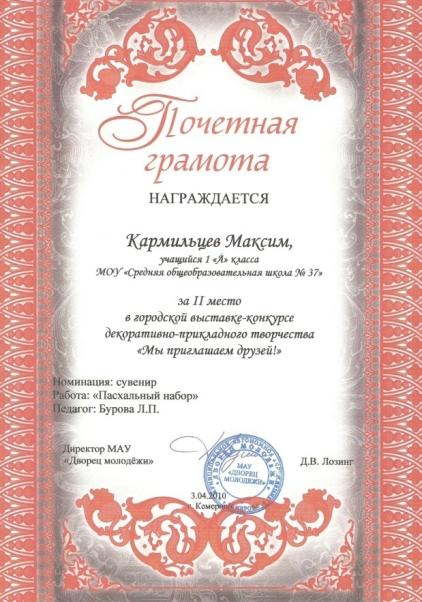 Почетная
грамота
НАГРАЖДАЕТСЯ
Кармильцев Максим,
учащийся 1 «А» класса
МОУ «Средняя общеобразовательная школа № 37»
за II место
в городской выставке-конкурсе
декоративно-прикладного творчества
«Мы приглашаем друзей!»
Номинация: сувенир
Работа: «Пасхальный набор»
Педагог: Бурова Л.П.
Директор МАУ
«Дворец молодёжи»
Д.В. Лозинг
МАУ
«ДВОРЕЦ
МОЛОДЕЖИ»
3.04.2010
г. Кемерово